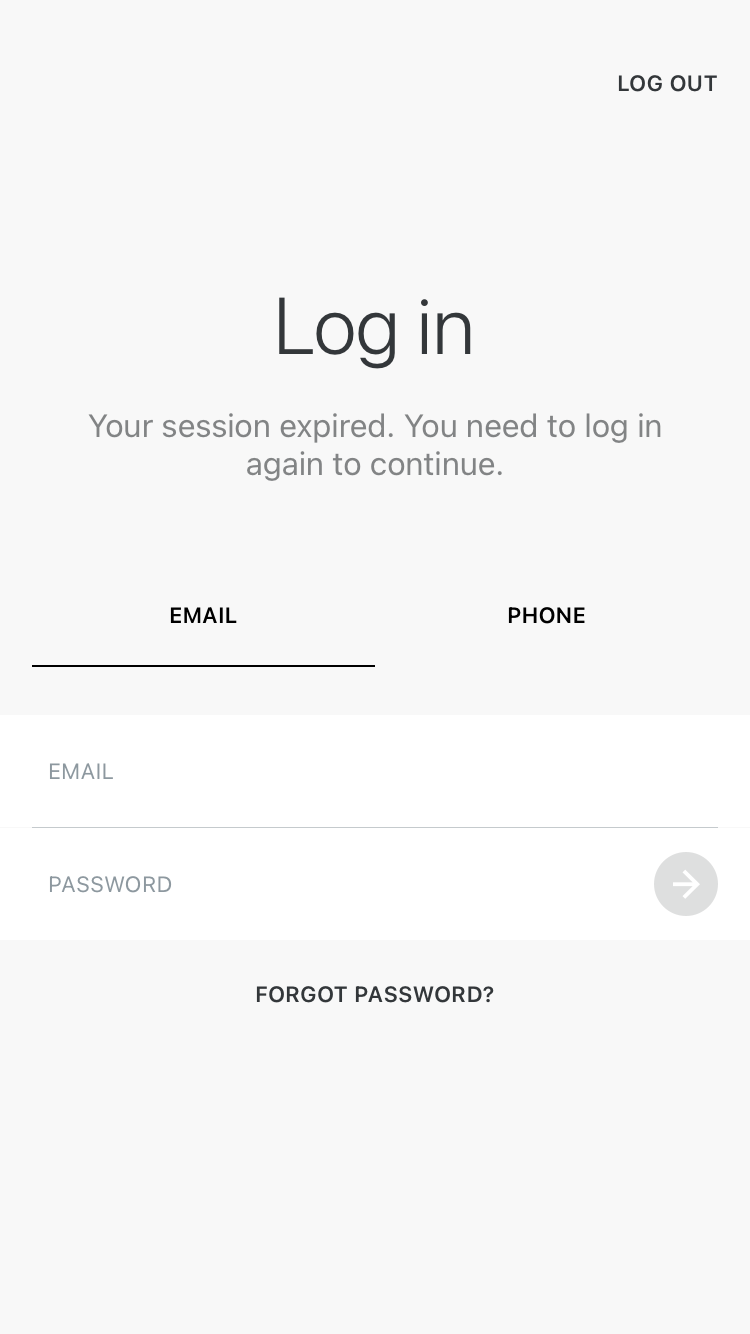 LOG OUT
Log in
Your session expired. You need to log in
again to continue.
EMAIL
PHONE
EMAIL
PASSWORD
FORGOT PASSWORD?